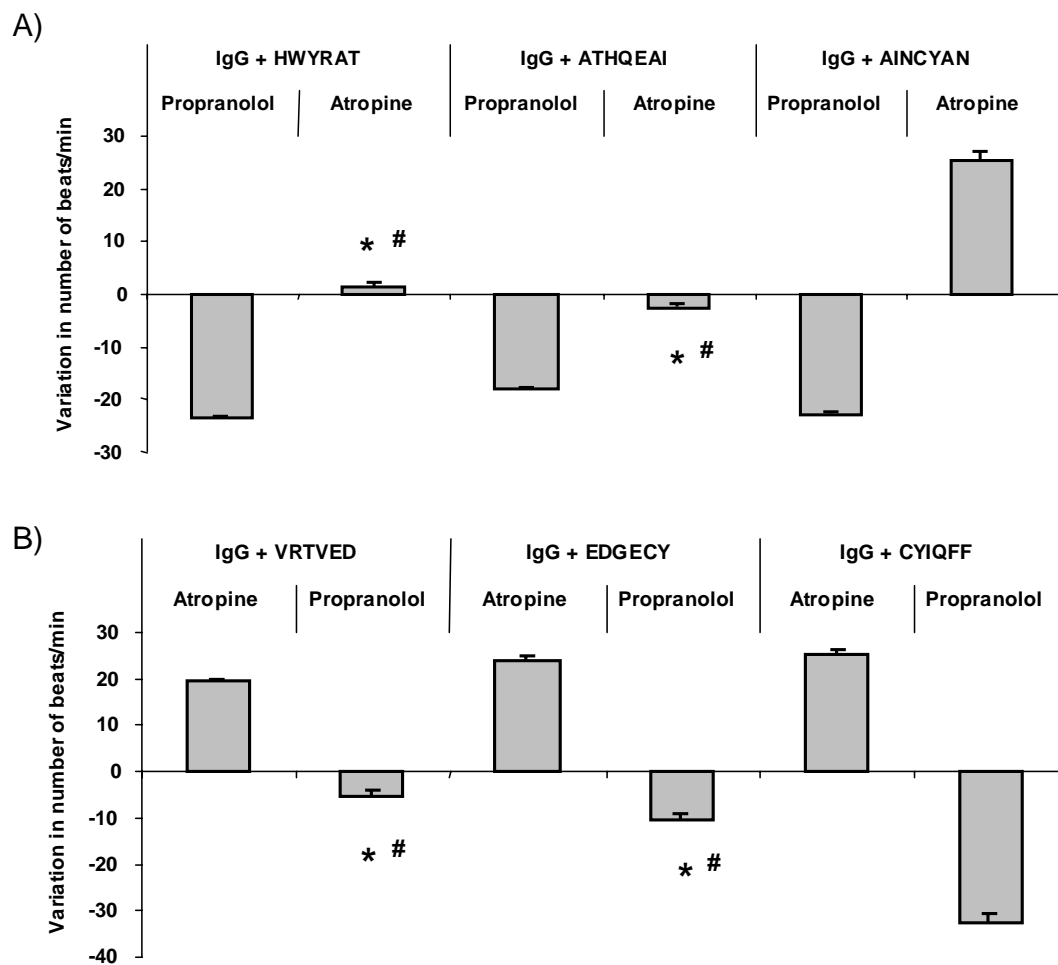 A)
IgG + HWYRAT IgG + ATHQEAI IgG + AINCYAN
Propranolol Atropine Propranolol Atropine Propranolol Atropine
Variation in number of beats/min
30
20
10
0
-10
-20
-30
* #
* #
B)
IgG + VRTVED IgG + EDGECY IgG + CYIQFF
Atropine Propranolol Atropine Propranolol Atropine Propranolol
Variation in number of beats/min
30
20
10
0
-10
-20
-30
-40
* #
* #